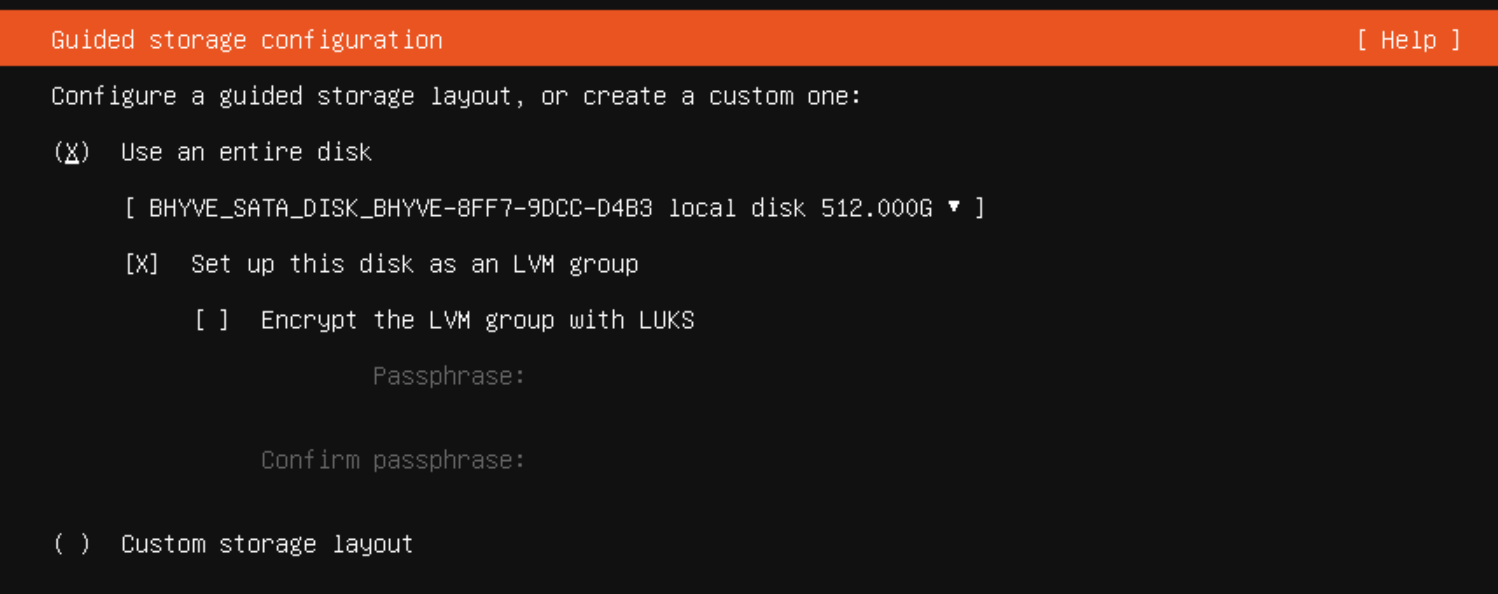 Guided storage configuration [ Help ]
Configure a guided storage layout, or create a custom one:
(X) Use an entire disk
[ BHYVE_SATA_DISK_BHYVE-8FF7-9DCC-D4B3 local disk 512.000G ▾ ]
[X] Set up this disk as an LVM group
[ ] Encrypt the LVM group with LUKS
Passphrase:
Confirm passphrase:
( ) Custom storage layout